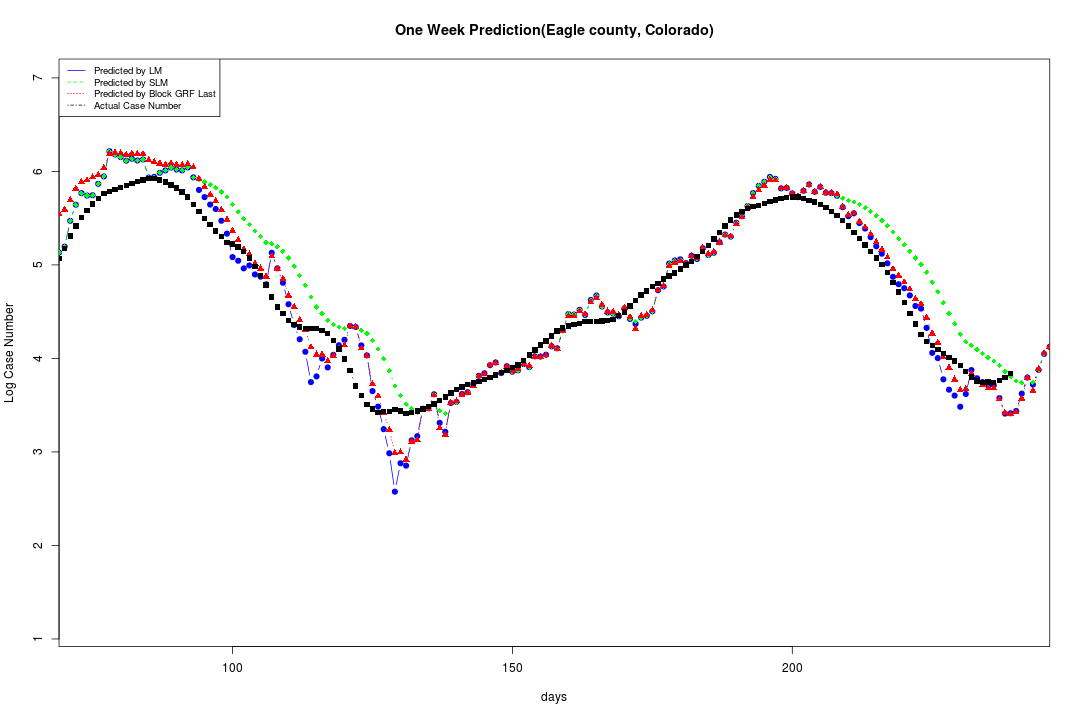 One Week Prediction(Eagle county, Colorado)
Predicted by LM
Predicted by SLM
Predicted by Block GRF Last
Actual Case Number
7
6
5
4
3
2
1
Log Case Number
100 150 200
days